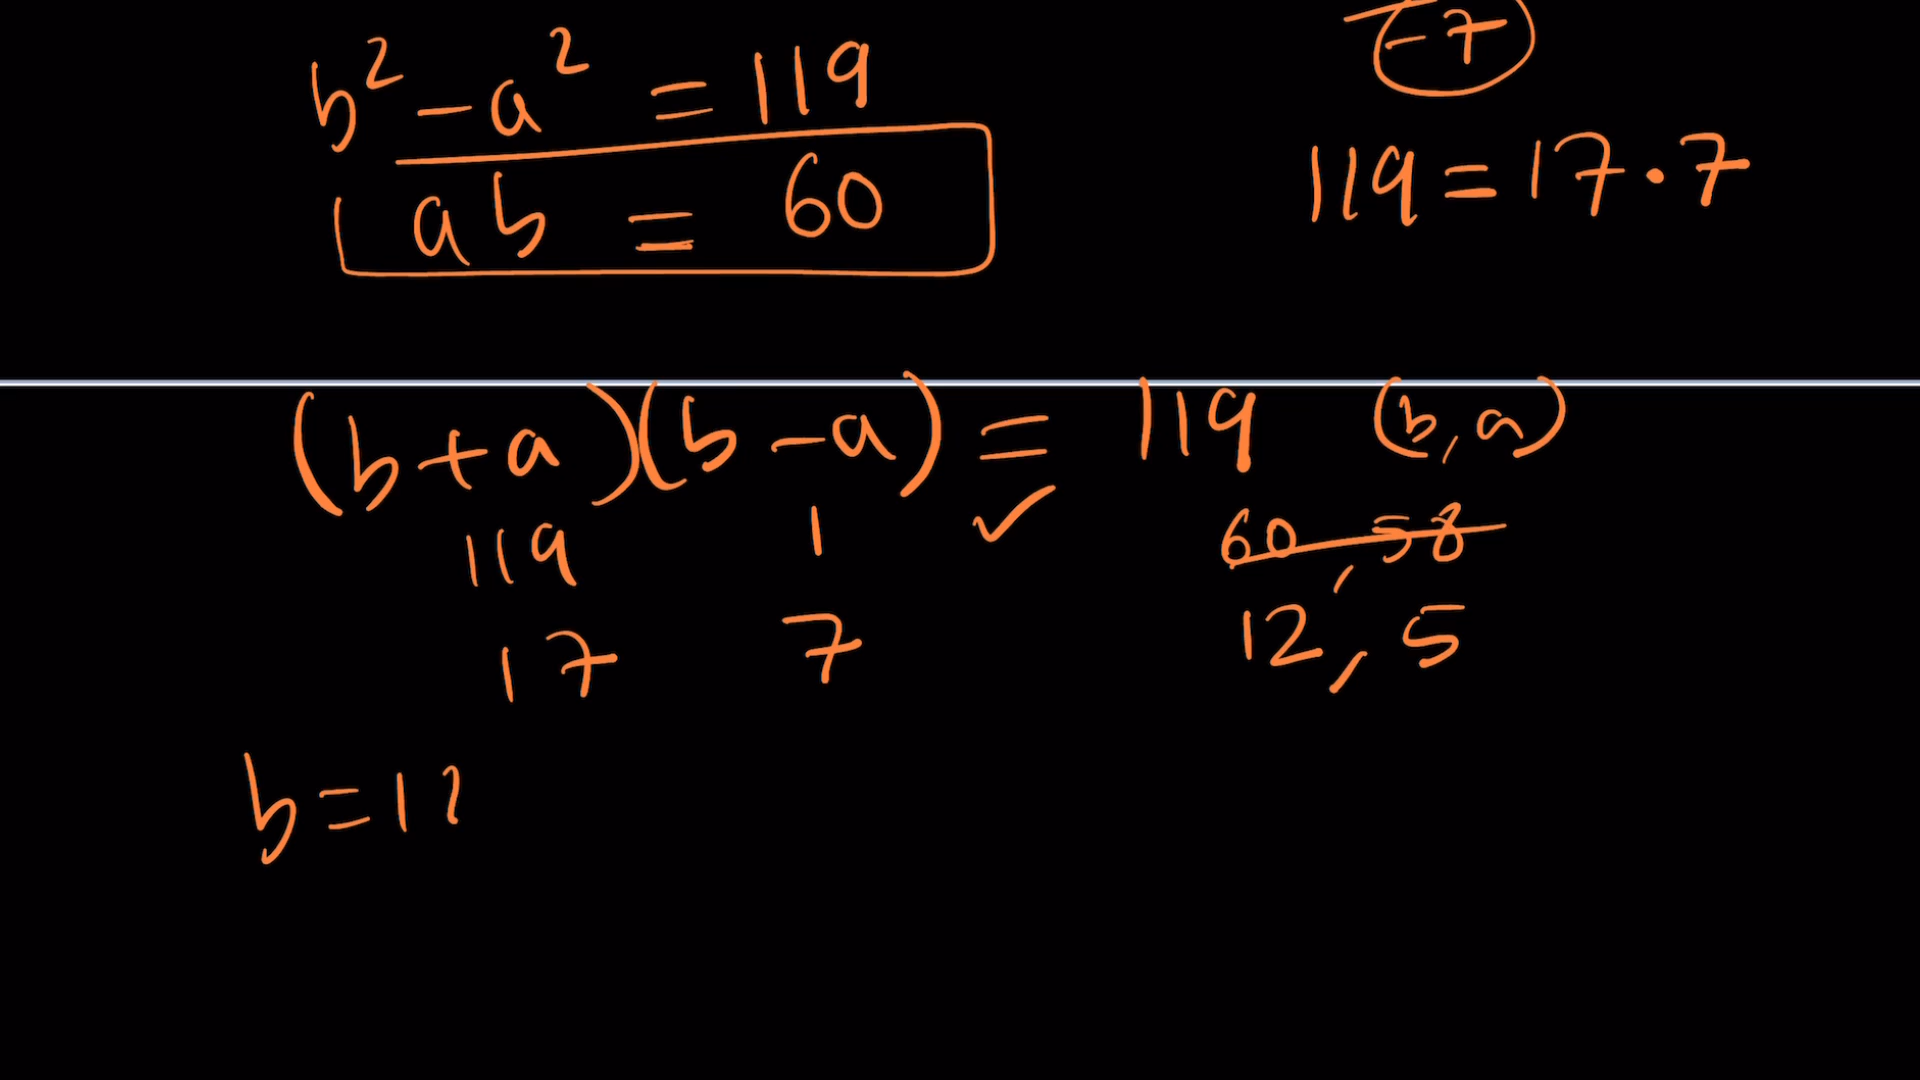 b² - a² = 119
-7
ab = 60
119 = 17 · 7
(b+a)(b-a) = 119 (b, a)
119 1 ✓ 60, 58
17 7 12, 5
b = 12